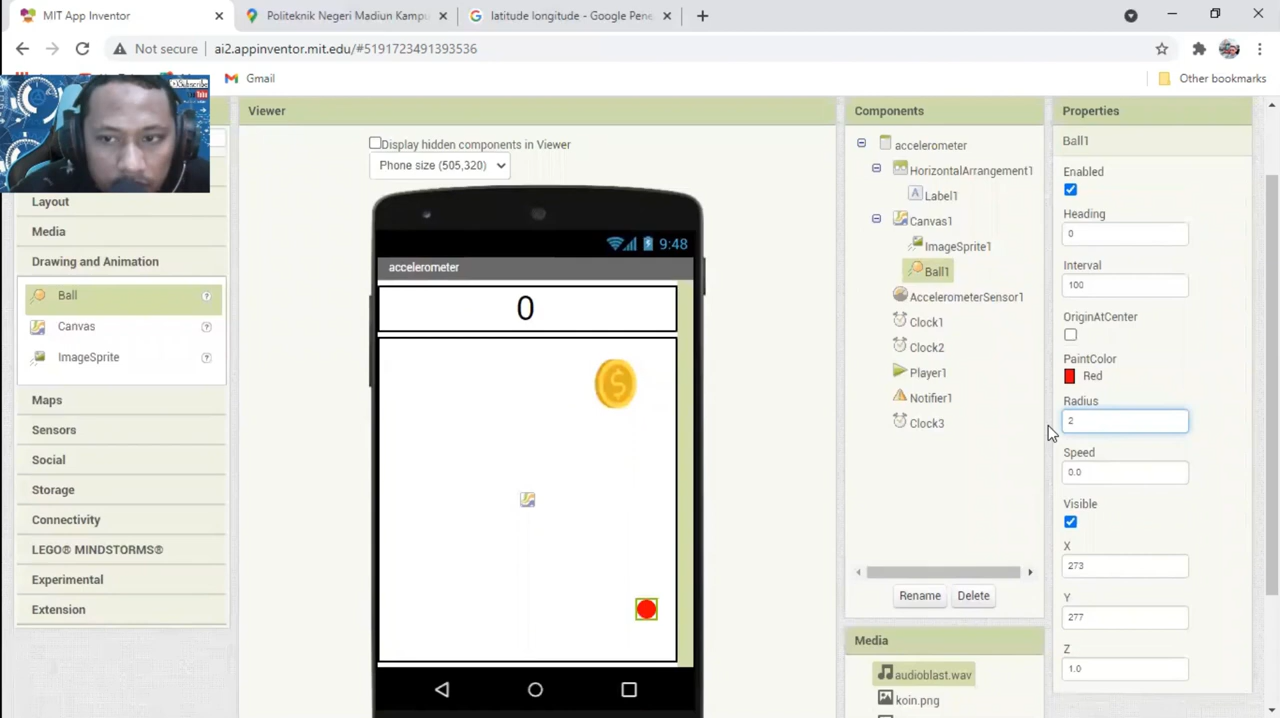 MIT App Inventor
Politeknik Negeri Madiun Kampu
latitude longitude - Google Pene
Not secure
ai2.appinventor.mit.edu/#5191723491393536
Gmail
Other bookmarks
Subscribe
Viewer
Components
Properties
Display hidden components in Viewer
Phone size (505,320)
Layout
Media
Drawing and Animation
Ball
Canvas
ImageSprite
Maps
Sensors
Social
Storage
Connectivity
LEGO® MINDSTORMS®
Experimental
Extension
9:48
accelerometer
0
accelerometer
HorizontalArrangement1
Label1
Canvas1
ImageSprite1
Ball1
AccelerometerSensor1
Clock1
Clock2
Player1
Notifier1
Clock3
Rename
Delete
Media
audioblast.wav
koin.png
Ball1
Enabled
Heading
0
Interval
100
OriginAtCenter
PaintColor
Red
Radius
2
Speed
0.0
Visible
X
273
Y
277
Z
1.0